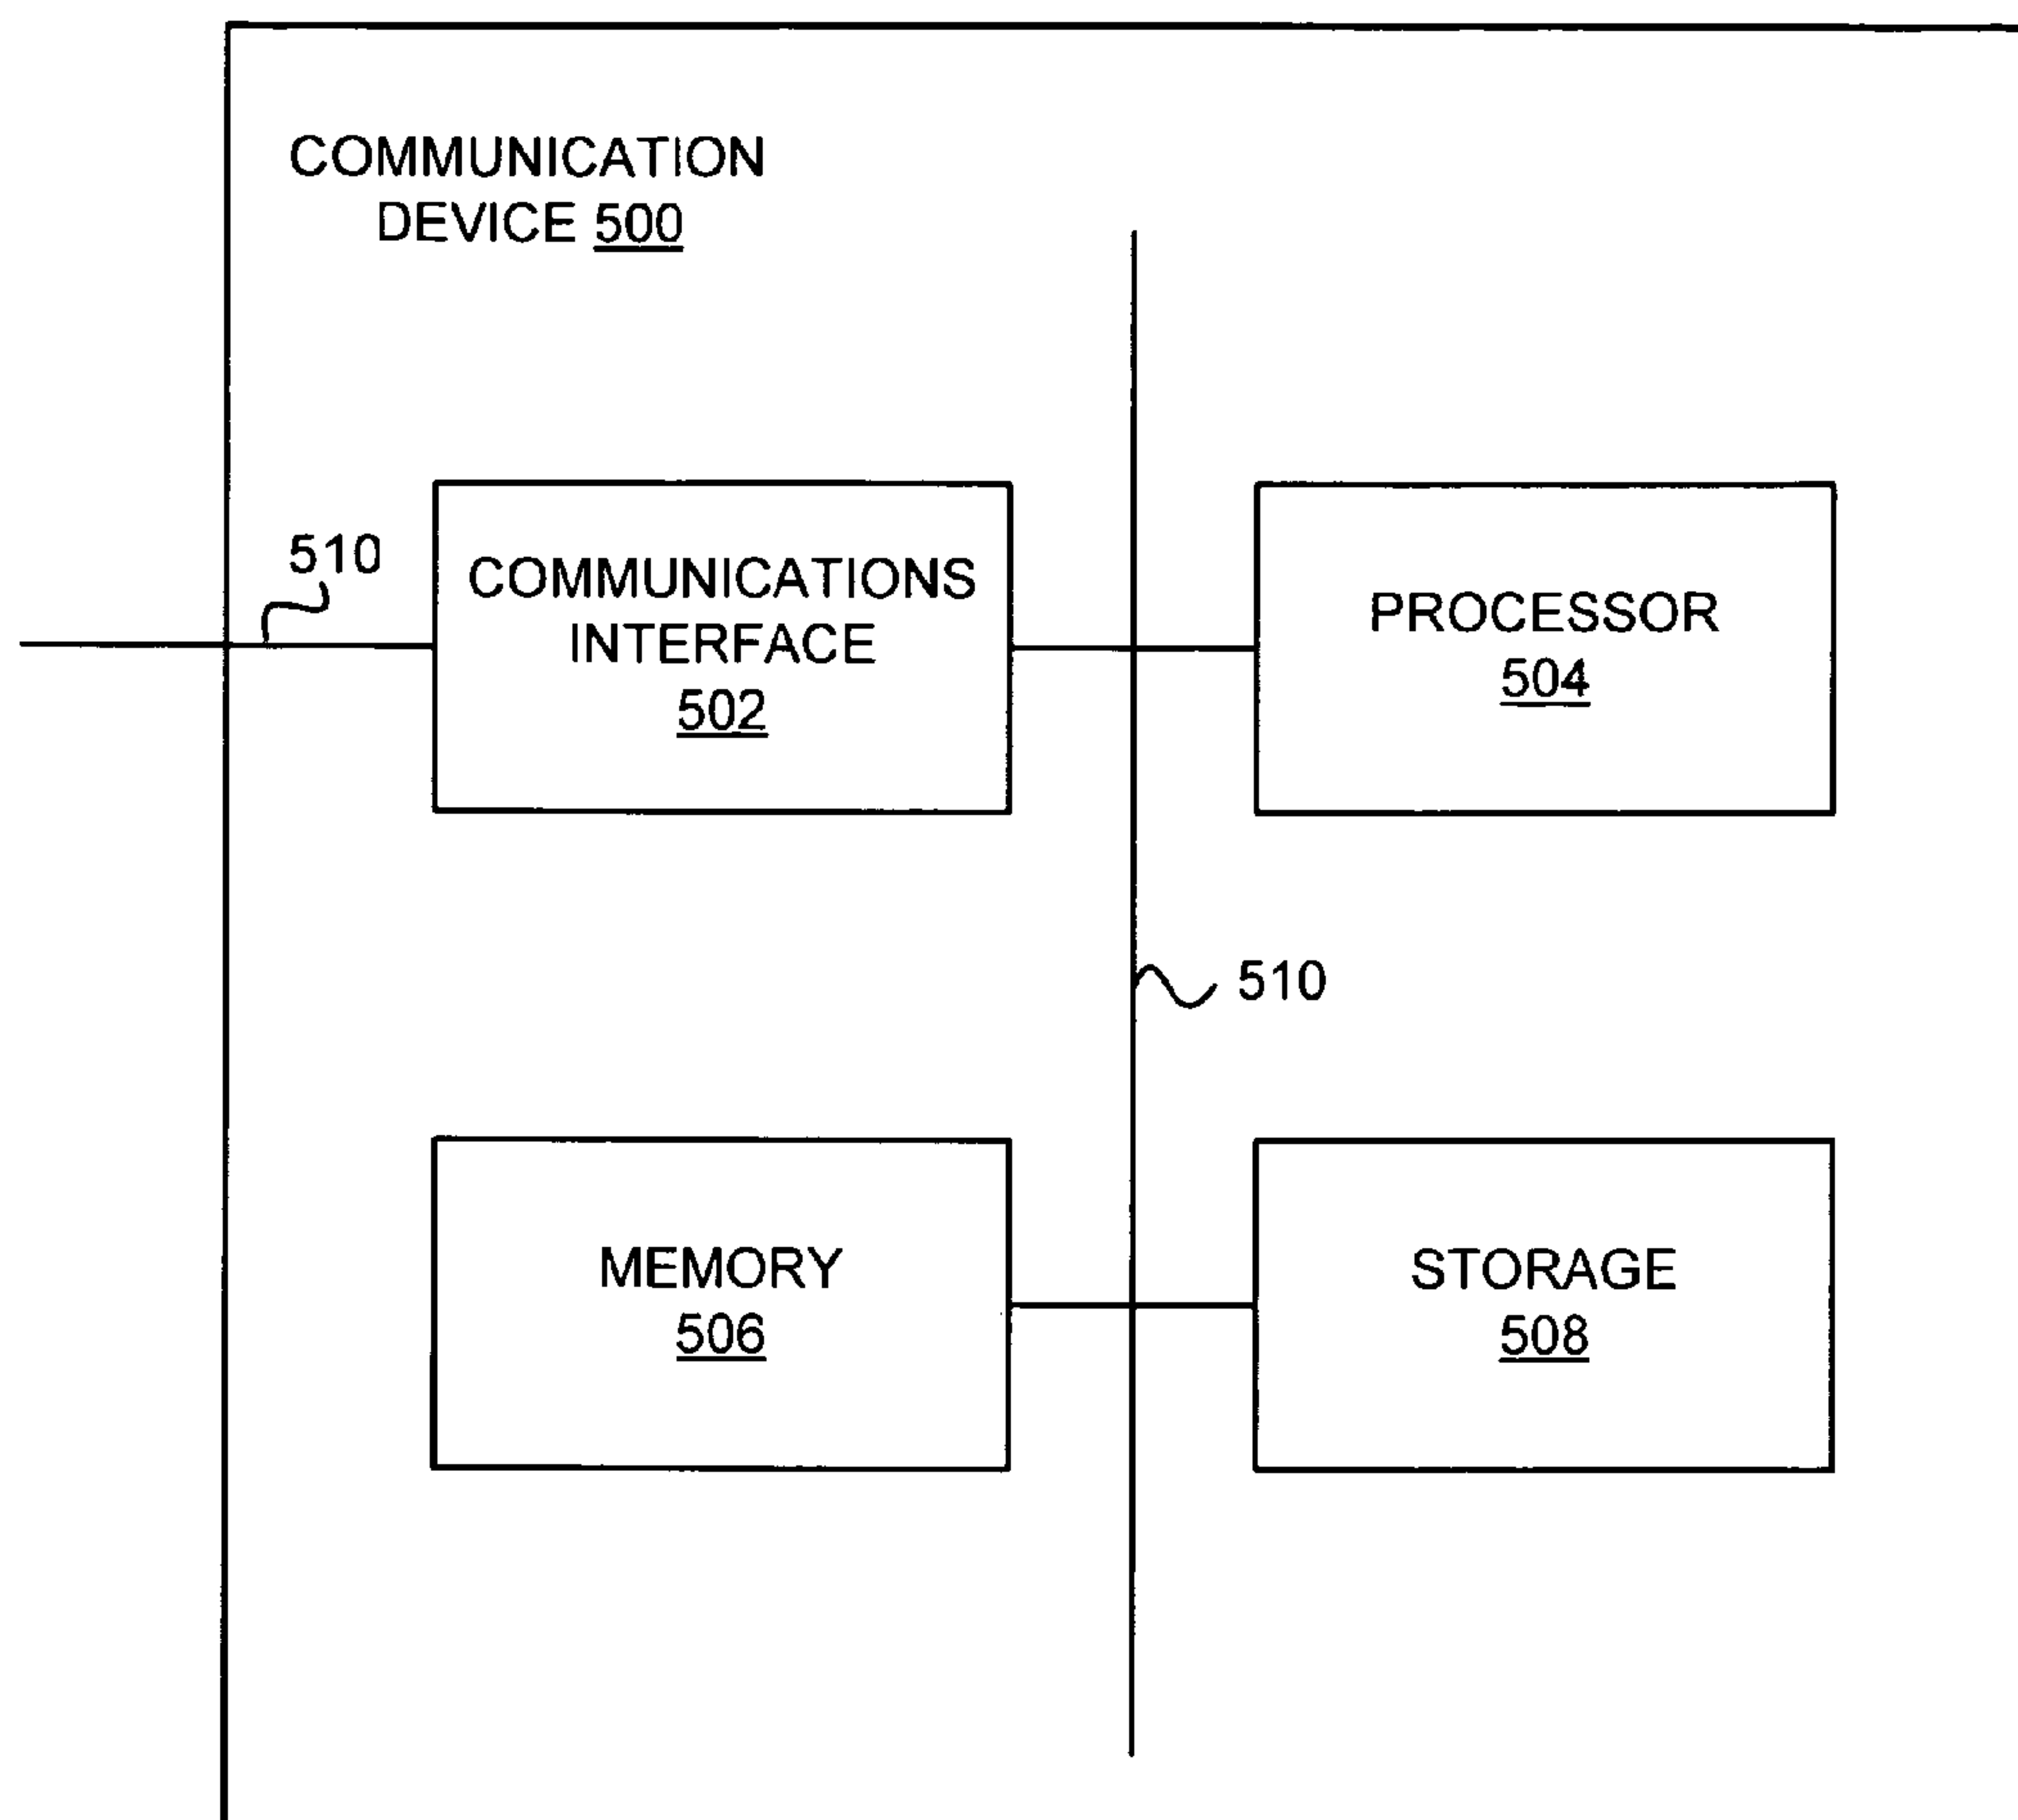 COMMUNICATION
DEVICE 500
510
COMMUNICATIONS
INTERFACE
502
PROCESSOR
504
510
MEMORY
506
STORAGE
508